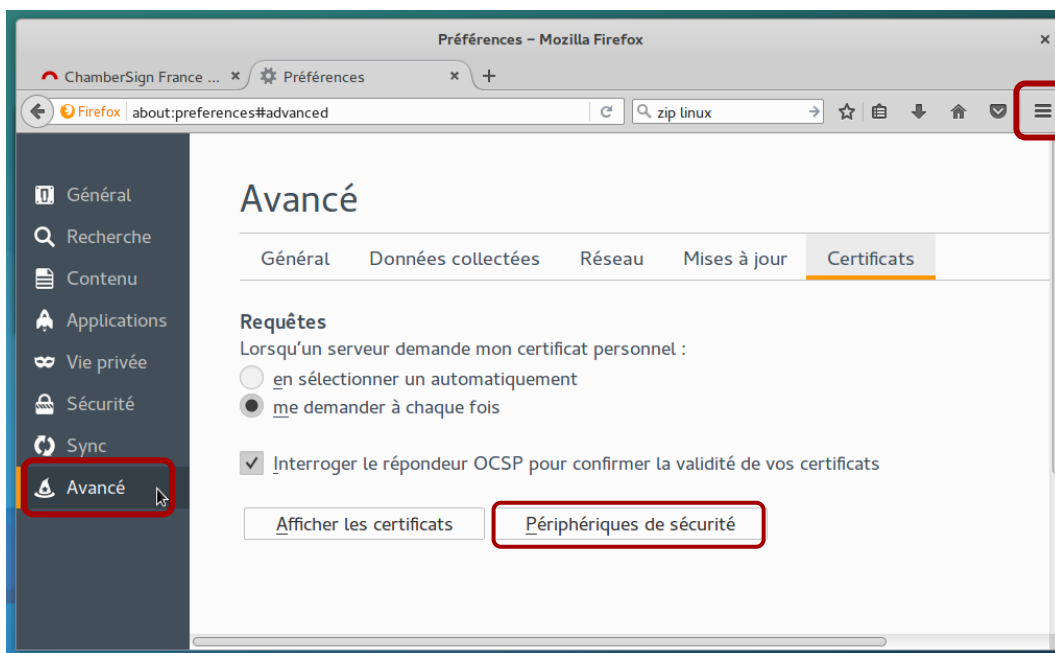 Préférences – Mozilla Firefox
ChamberSign France ...
Préférences
Firefox about:preferences#advanced
zip linux
Général
Recherche
Contenu
Applications
Vie privée
Sécurité
Sync
Avancé
Avancé
Général Données collectées Réseau Mises à jour Certificats
Requêtes
Lorsqu'un serveur demande mon certificat personnel :
en sélectionner un automatiquement
me demander à chaque fois
Interroger le répondeur OCSP pour confirmer la validité de vos certificats
Afficher les certificats Périphériques de sécurité